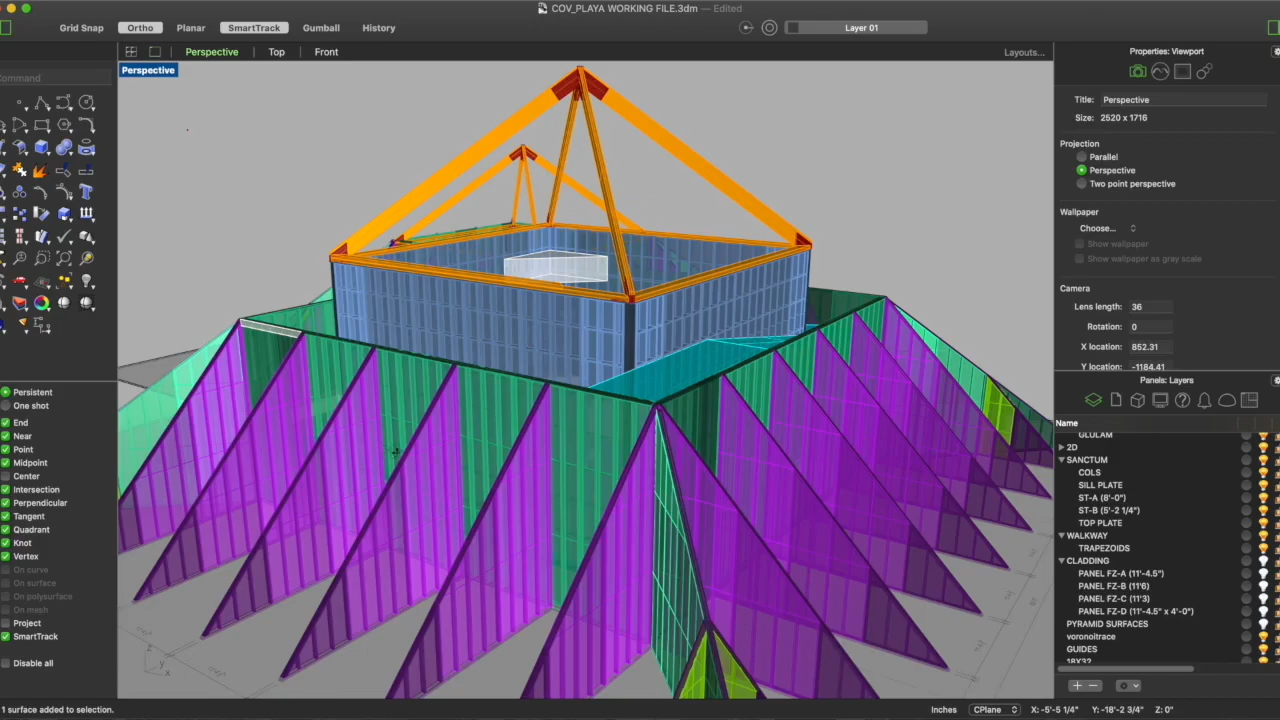 COV_PLAYA WORKING FILE.3dm — Edited
Grid Snap Ortho Planar SmartTrack Gumball History Layer 01
Perspective Top Front Layouts...
Properties: Viewport
Perspective
Command
Title: Perspective
Size: 2520 x 1716
Projection
Parallel
Perspective
Two point perspective
Wallpaper
Choose...
Show wallpaper
Show wallpaper as gray scale
Camera
Lens length: 36
Rotation: 0
X location: 852.31
Y location: -1184.41
Panels: Layers
Persistent
One shot
End
Near
Point
Midpoint
Center
Intersection
Perpendicular
Tangent
Quadrant
Knot
Vertex
On curve
On surface
On polysurface
On mesh
Project
SmartTrack
Disable all
Name
GLULAM
2D
SANCTUM
COLS
SILL PLATE
ST-A (8'-0")
ST-B (5'-2 1/4")
TOP PLATE
WALKWAY
TRAPEZOIDS
CLADDING
PANEL FZ-A (11'-4.5")
PANEL FZ-B (11'6)
PANEL FZ-C (11'3)
PANEL FZ-D (11'-4.5" x 4'-0")
PYRAMID SURFACES
voronoitrace
GUIDES
18X32
z
y
x
1 surface added to selection.
Inches CPlane X: -5'-5 1/4" Y: -18'-2 3/4" Z: 0"